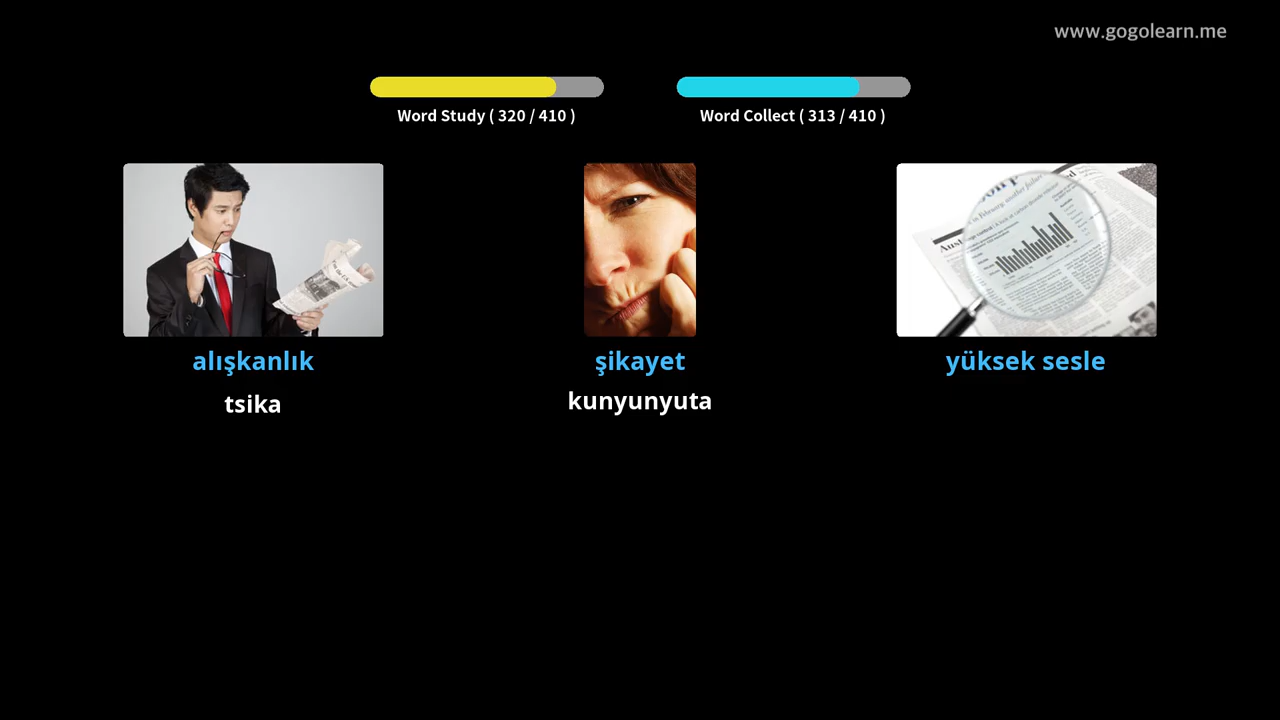 www.gogolearn.me
Word Study ( 320 / 410 )
Word Collect ( 313 / 410 )
alışkanlık
şikayet
yüksek sesle
tsika
kunyunyuta